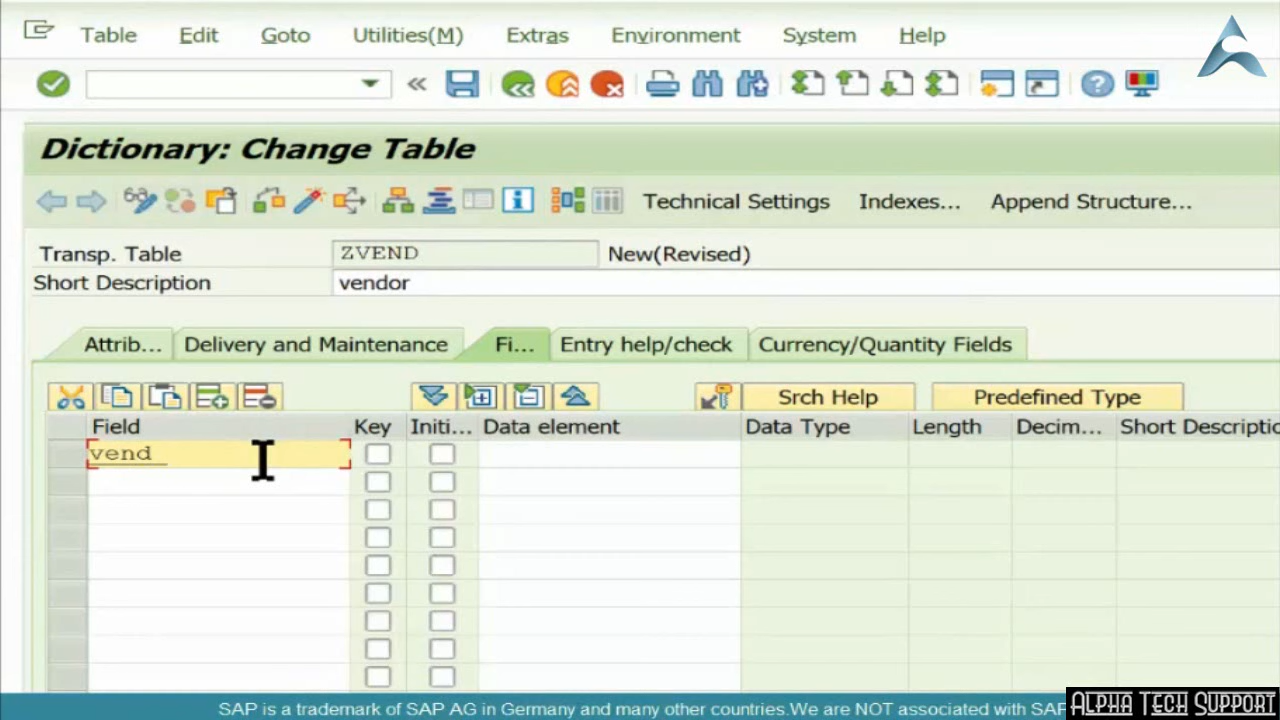 Table Edit Goto Utilities(M) Extras Environment System Help
Dictionary: Change Table
Technical Settings Indexes... Append Structure...
Transp. Table ZVEND New(Revised)
Short Description vendor
Attrib... Delivery and Maintenance Fi... Entry help/check Currency/Quantity Fields
Srch Help Predefined Type
Field Key Initi... Data element Data Type Length Decim... Short Descriptio
vend
SAP is a trademark of SAP AG in Germany and many other countries.We are NOT associated with SAP
ALPHA TECH SUPPORT